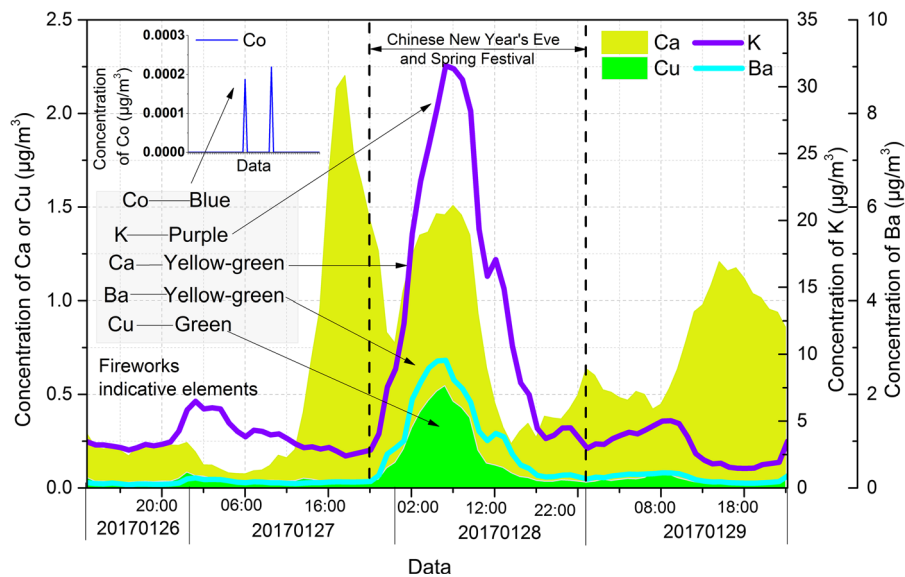 Chinese New Year's Eve
and Spring Festival
Ca
K
Cu
Ba
Co
0.0003
0.0002
0.0001
0.0000
Concentration
of Co (μg/m³)
Data
Co Blue
K Purple
Ca Yellow-green
Ba Yellow-green
Cu Green
Fireworks
indicative elements
Concentration of Ca or Cu (μg/m³)
2.5
2.0
1.5
1.0
0.5
0.0
35
30
25
20
15
10
5
0
Concentration of K (μg/m³)
10
8
6
4
2
0
Concentration of Ba (μg/m³)
20:00 06:00 16:00 02:00 12:00 22:00 08:00 18:00
20170126 20170127 20170128 20170129
Data